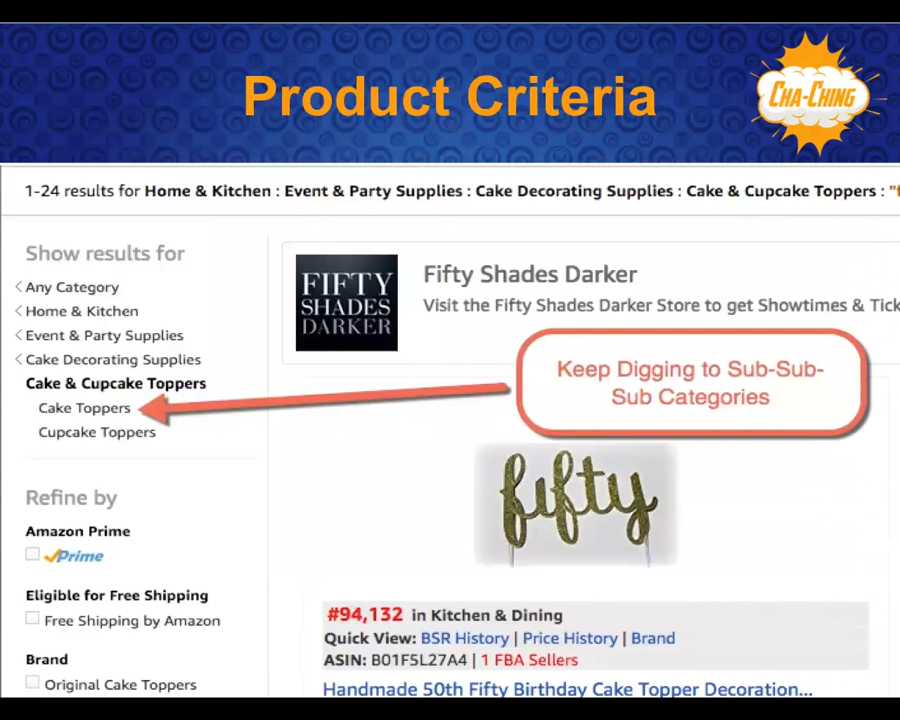 Product Criteria
CHA-CHING
1-24 results for Home & Kitchen : Event & Party Supplies : Cake Decorating Supplies : Cake & Cupcake Toppers : "f
Show results for
Any Category
Home & Kitchen
Event & Party Supplies
Cake Decorating Supplies
Cake & Cupcake Toppers
Cake Toppers
Cupcake Toppers
Refine by
Amazon Prime
Prime
Eligible for Free Shipping
Free Shipping by Amazon
Brand
Original Cake Toppers
FIFTY
SHADES
DARKER
Fifty Shades Darker
Visit the Fifty Shades Darker Store to get Showtimes & Tick
Keep Digging to Sub-Sub-
Sub Categories
fifty
#94,132 in Kitchen & Dining
Quick View: BSR History | Price History | Brand
ASIN: B01F5L27A4 | 1 FBA Sellers
Handmade 50th Fifty Birthday Cake Topper Decoration...